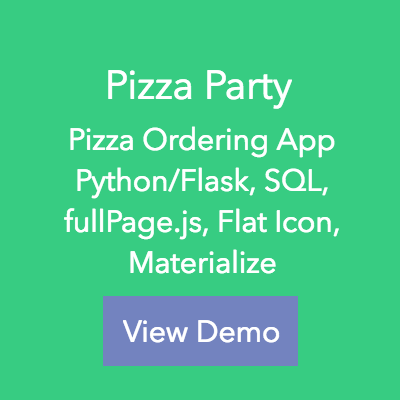 Pizza Party
Pizza Ordering App
Python/Flask, SQL,
fullPage.js, Flat Icon,
Materialize
View Demo